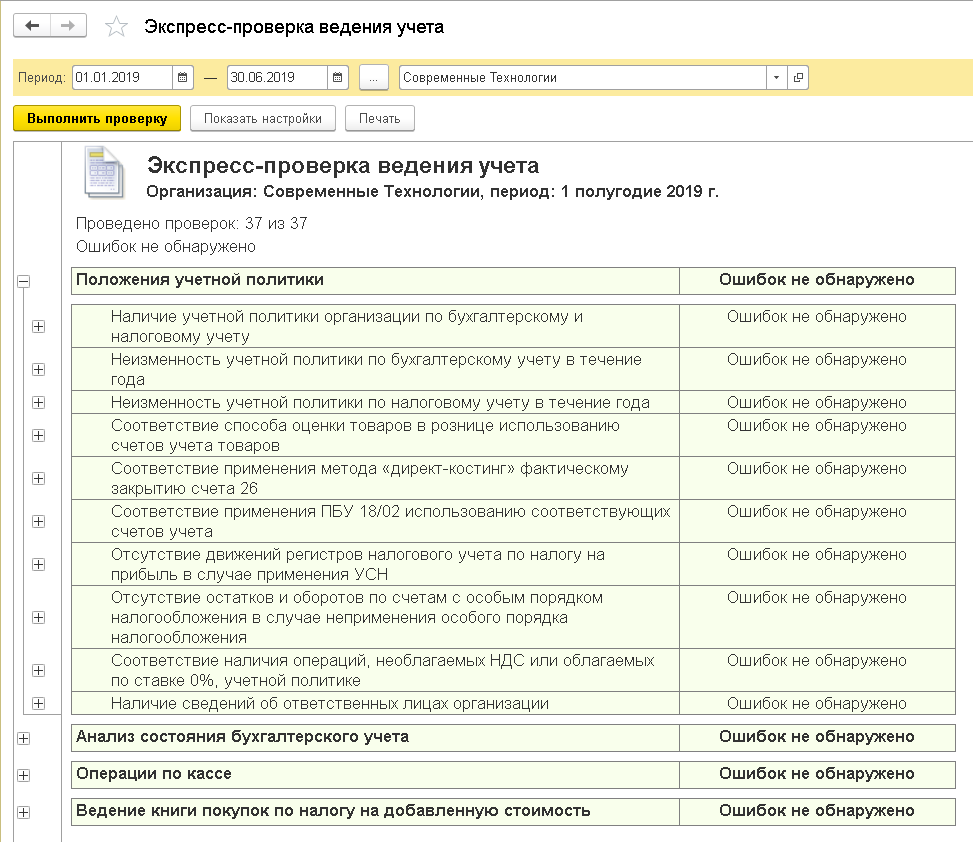 Экспресс-проверка ведения учета
Период: 01.01.2019 — 30.06.2019 ... Современные Технологии
Выполнить проверку Показать настройки Печать
Экспресс-проверка ведения учета
Организация: Современные Технологии, период: 1 полугодие 2019 г.
Проведено проверок: 37 из 37
Ошибок не обнаружено
Положения учетной политики Ошибок не обнаружено
Наличие учетной политики организации по бухгалтерскому и Ошибок не обнаружено
налоговому учету
Неизменность учетной политики по бухгалтерскому учету в течение Ошибок не обнаружено
года
Неизменность учетной политики по налоговому учету в течение года Ошибок не обнаружено
Соответствие способа оценки товаров в рознице использованию Ошибок не обнаружено
счетов учета товаров
Соответствие применения метода «директ-костинг» фактическому Ошибок не обнаружено
закрытию счета 26
Соответствие применения ПБУ 18/02 использованию соответствующих Ошибок не обнаружено
счетов учета
Отсутствие движений регистров налогового учета по налогу на Ошибок не обнаружено
прибыль в случае применения УСН
Отсутствие остатков и оборотов по счетам с особым порядком Ошибок не обнаружено
налогообложения в случае неприменения особого порядка
налогообложения
Соответствие наличия операций, необлагаемых НДС или облагаемых Ошибок не обнаружено
по ставке 0%, учетной политике
Наличие сведений об ответственных лицах организации Ошибок не обнаружено
Анализ состояния бухгалтерского учета Ошибок не обнаружено
Операции по кассе Ошибок не обнаружено
Ведение книги покупок по налогу на добавленную стоимость Ошибок не обнаружено